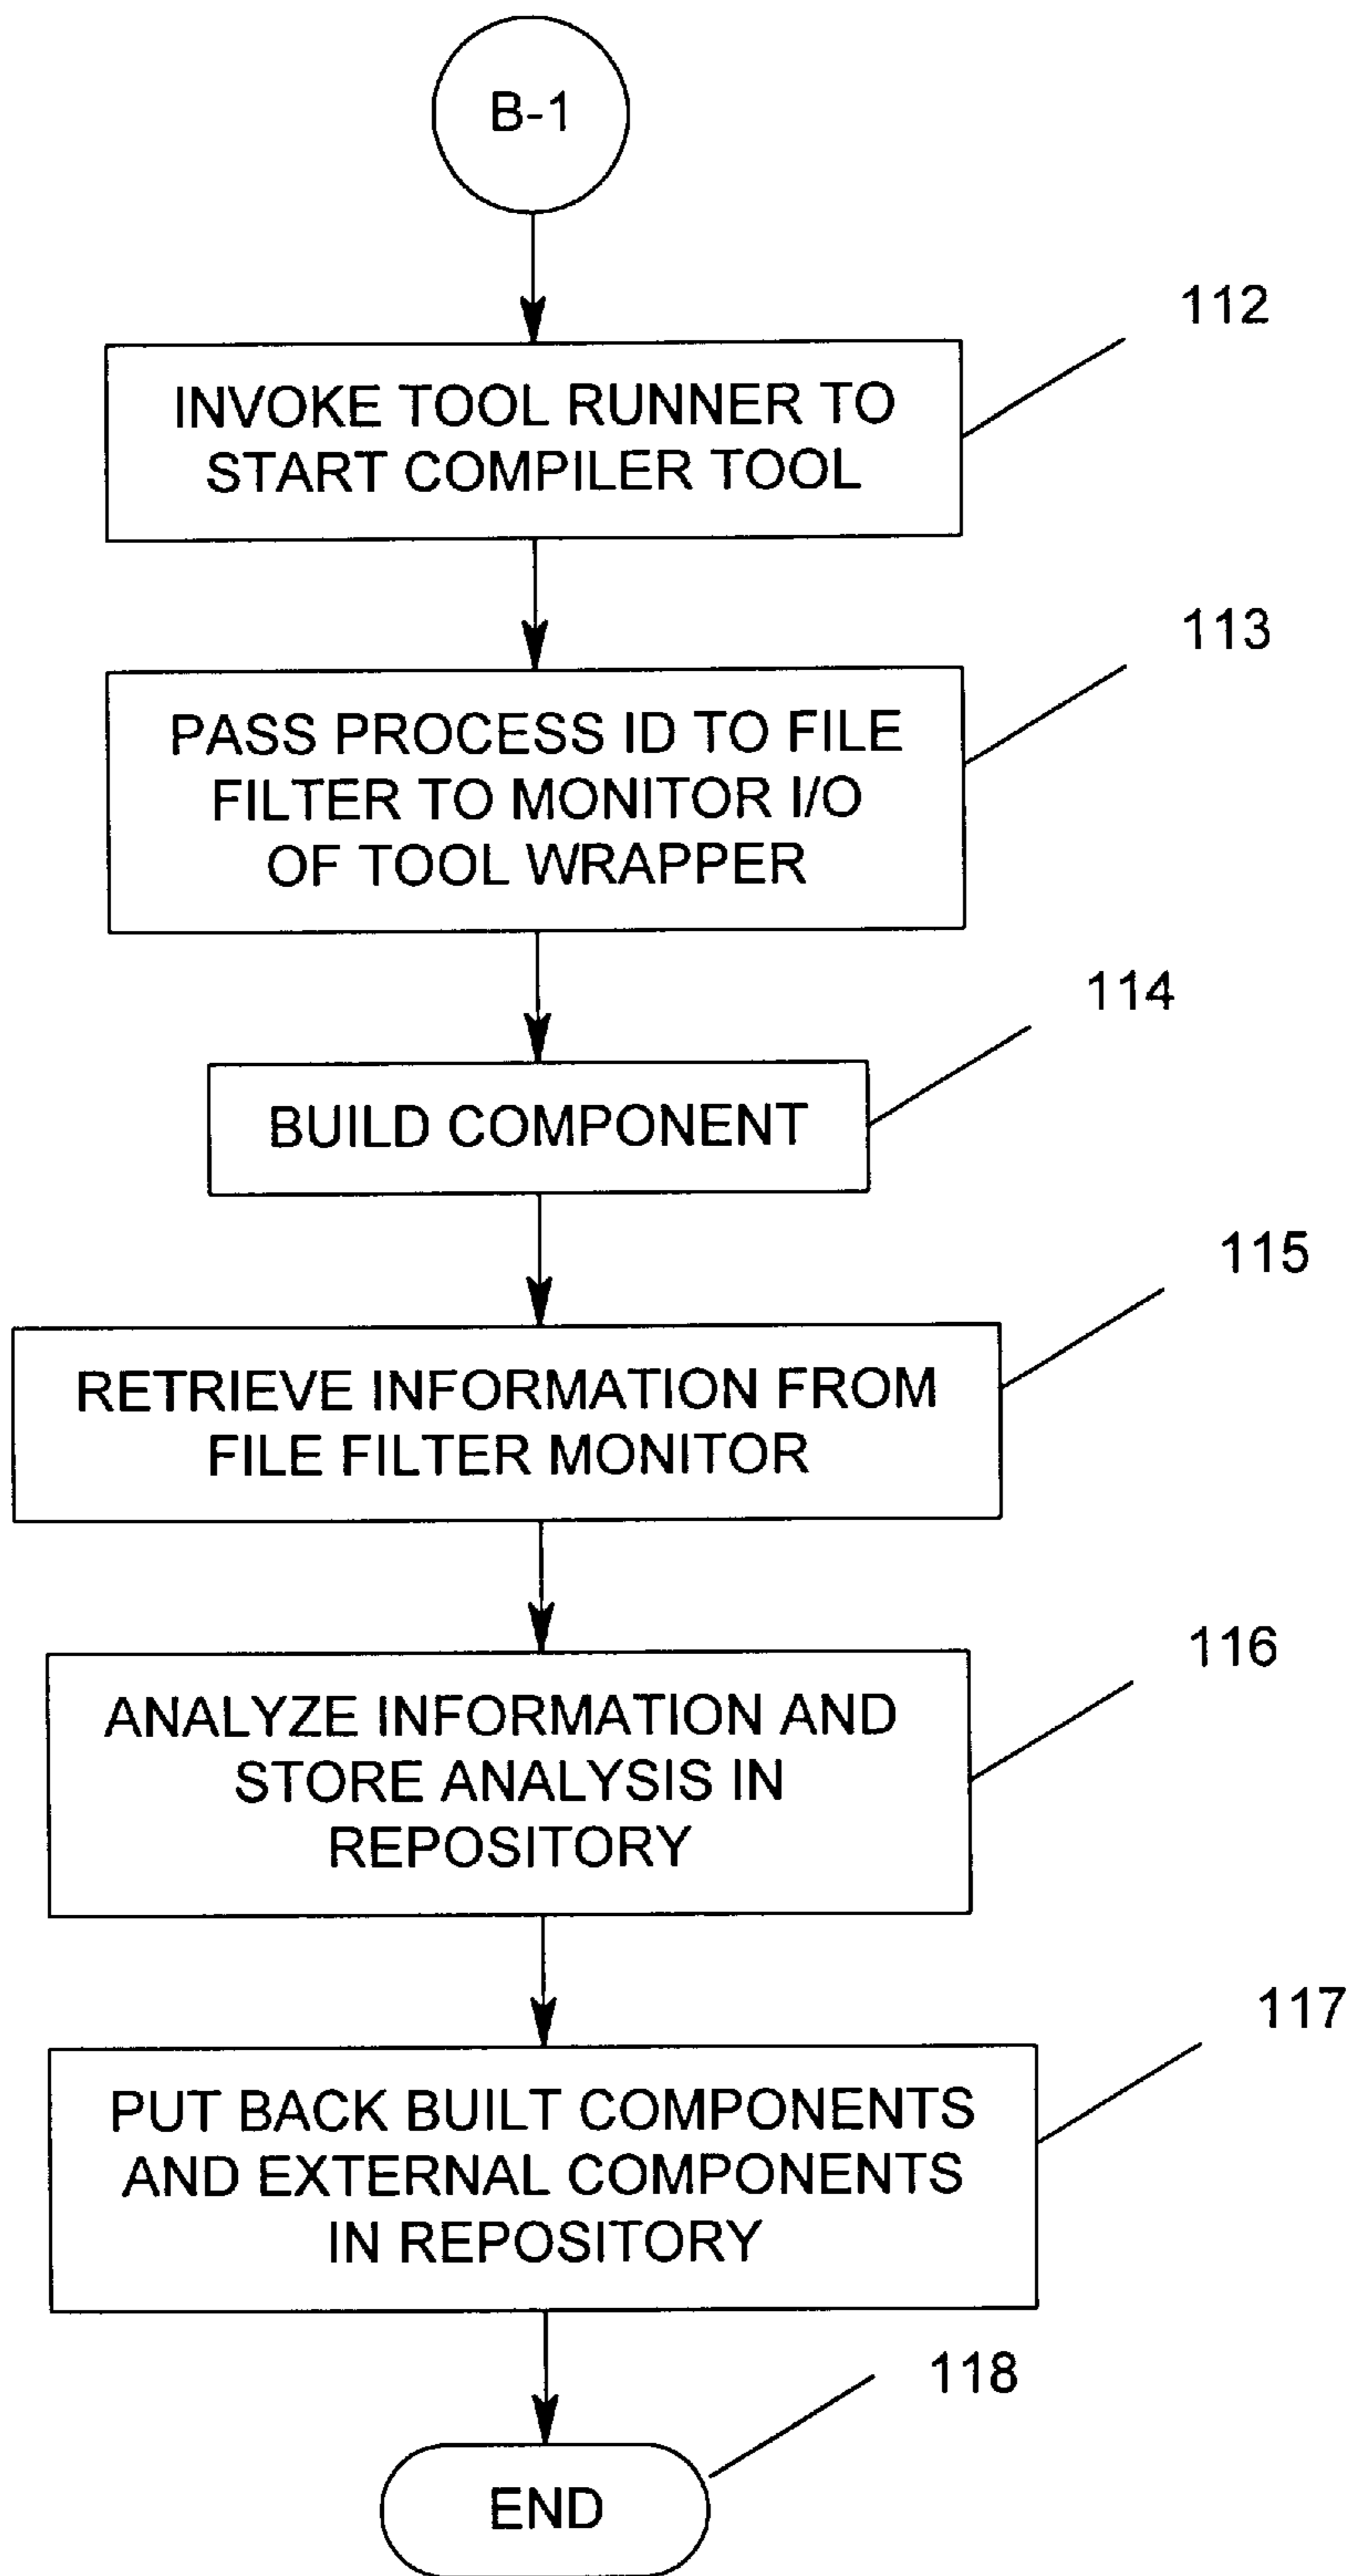 B-1
112
INVOKE TOOL RUNNER TO
START COMPILER TOOL
113
PASS PROCESS ID TO FILE
FILTER TO MONITOR I/O
OF TOOL WRAPPER
114
BUILD COMPONENT
115
RETRIEVE INFORMATION FROM
FILE FILTER MONITOR
116
ANALYZE INFORMATION AND
STORE ANALYSIS IN
REPOSITORY
117
PUT BACK BUILT COMPONENTS
AND EXTERNAL COMPONENTS
IN REPOSITORY
118
END